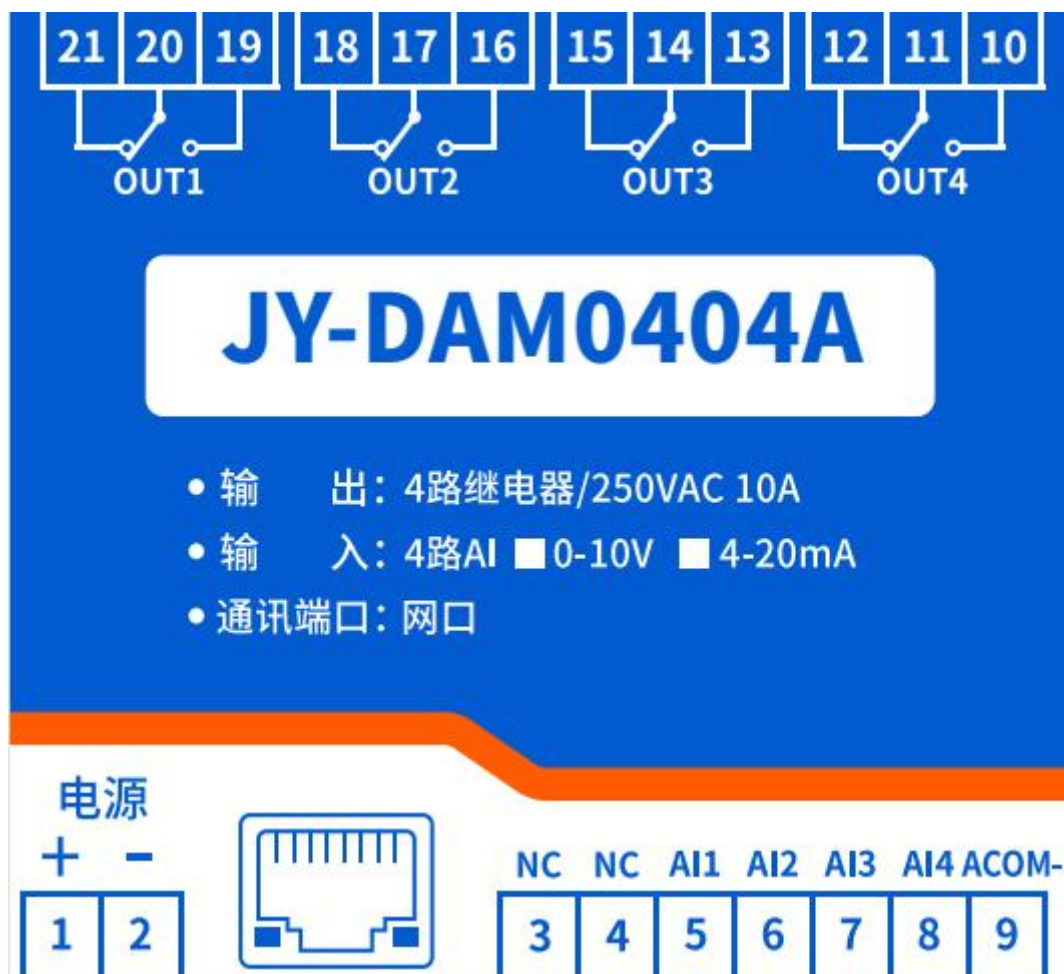 21 20 19 18 17 16 15 14 13 12 11 10
OUT1 OUT2 OUT3 OUT4
JY-DAM0404A
• 输 出：4路继电器/250VAC 10A
• 输 入：4路AI ■0-10V ■4-20mA
• 通讯端口：网口
电源
+ -
NC NC AI1 AI2 AI3 AI4 ACOM-
1 2 3 4 5 6 7 8 9